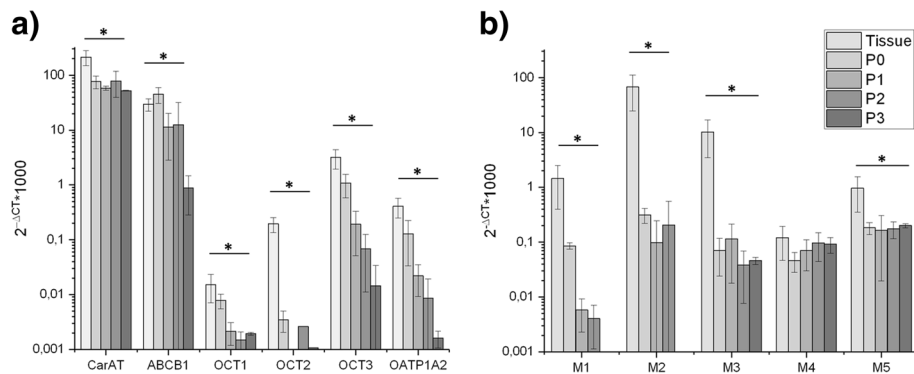 a)
2^-ΔCT*1000
100
10
1
0,1
0,01
0,001
* * * * * *
CarAT ABCB1 OCT1 OCT2 OCT3 OATP1A2
b)
2^-ΔCT*1000
100
10
1
0,1
0,01
0,001
* * * *
M1 M2 M3 M4 M5
Tissue
P0
P1
P2
P3